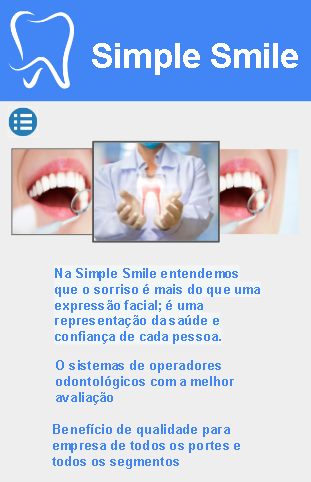 Simple Smile
Na Simple Smile entendemos
que o sorriso é mais do que uma
expressão facial; é uma
representação da saúde e
confiança de cada pessoa.
O sistemas de operadores
odontológicos com a melhor
avaliação
Benefício de qualidade para
empresa de todos os portes e
todos os segmentos